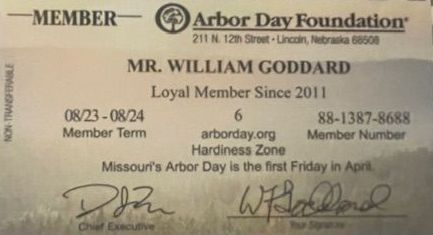 MEMBER
Arbor Day Foundation®
211 N. 12th Street • Lincoln, Nebraska 68508
NON-TRANSFERABLE
MR. WILLIAM GODDARD
Loyal Member Since 2011
08/23 - 08/24 6 88-1387-8688
Member Term arborday.org Member Number
Hardiness Zone
Missouri's Arbor Day is the first Friday in April.
WF Goddard
Chief Executive Your Signature